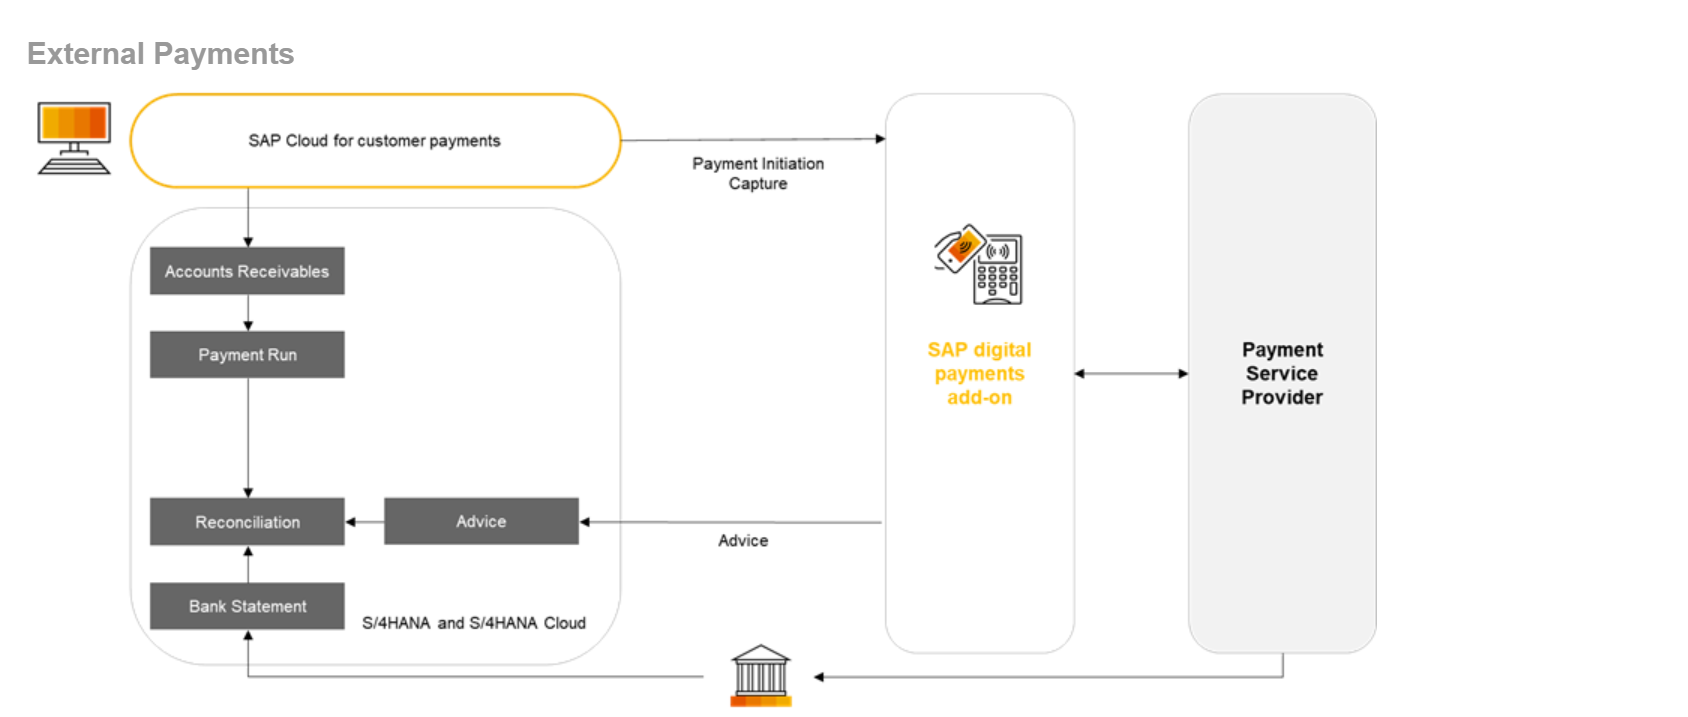 External Payments
SAP Cloud for customer payments
Payment Initiation
Capture
Accounts Receivables
Payment Run
SAP digital
payments
add-on
Payment
Service
Provider
Reconciliation
Advice
Advice
Bank Statement
S/4HANA and S/4HANA Cloud